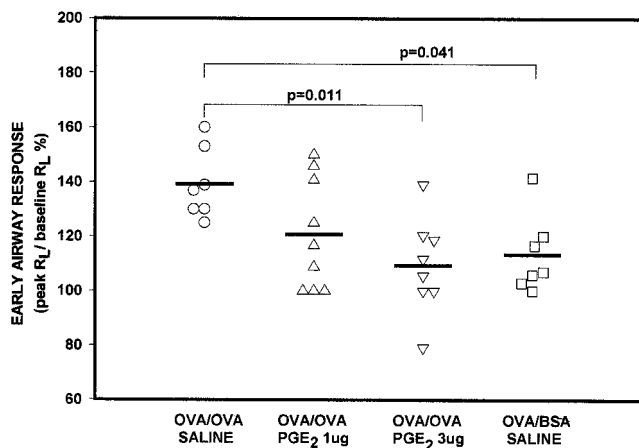 EARLY AIRWAY RESPONSE
(peak RL/ baseline RL %)
200
180
160
140
120
100
80
60
p=0.041
p=0.011
OVA/OVA
SALINE
OVA/OVA
PGE2 1ug
OVA/OVA
PGE2 3ug
OVA/BSA
SALINE